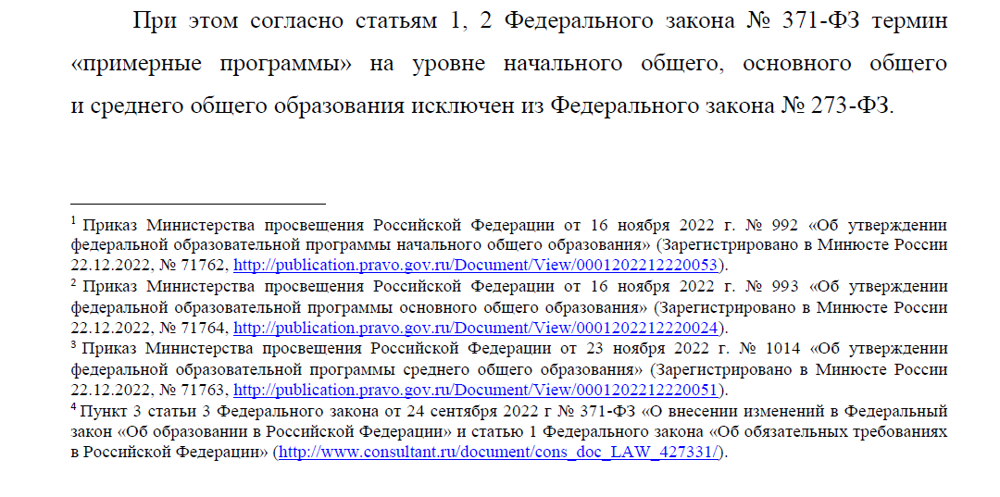 При этом согласно статьям 1, 2 Федерального закона № 371-ФЗ термин
«примерные программы» на уровне начального общего, основного общего
и среднего общего образования исключен из Федерального закона № 273-ФЗ.
1 Приказ Министерства просвещения Российской Федерации от 16 ноября 2022 г. № 992 «Об утверждении
федеральной образовательной программы начального общего образования» (Зарегистрировано в Минюсте России
22.12.2022, № 71762, http://publication.pravo.gov.ru/Document/View/0001202212220053).
2 Приказ Министерства просвещения Российской Федерации от 16 ноября 2022 г. № 993 «Об утверждении
федеральной образовательной программы основного общего образования» (Зарегистрировано в Минюсте России
22.12.2022, № 71764, http://publication.pravo.gov.ru/Document/View/0001202212220024).
3 Приказ Министерства просвещения Российской Федерации от 23 ноября 2022 г. № 1014 «Об утверждении
федеральной образовательной программы среднего общего образования» (Зарегистрировано в Минюсте России
22.12.2022, № 71763, http://publication.pravo.gov.ru/Document/View/0001202212220051).
4 Пункт 3 статьи 3 Федерального закона от 24 сентября 2022 г № 371-ФЗ «О внесении изменений в Федеральный
закон «Об образовании в Российской Федерации» и статью 1 Федерального закона «Об обязательных требованиях
в Российской Федерации» (http://www.consultant.ru/document/cons_doc_LAW_427331/).